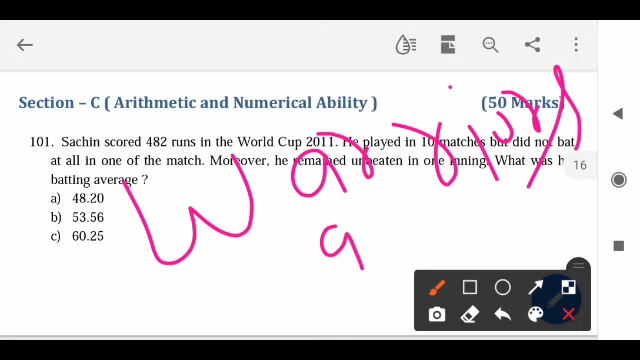 Section – C ( Arithmetic and Numerical Ability )
(50 Marks)
101. Sachin scored 482 runs in the World Cup 2011. He played in 10 matches but did not bat
at all in one of the match. Moreover, he remained unbeaten in one inning. What was h
batting average ?
16
a) 48.20
b) 53.56
c) 60.25
Warriors
9